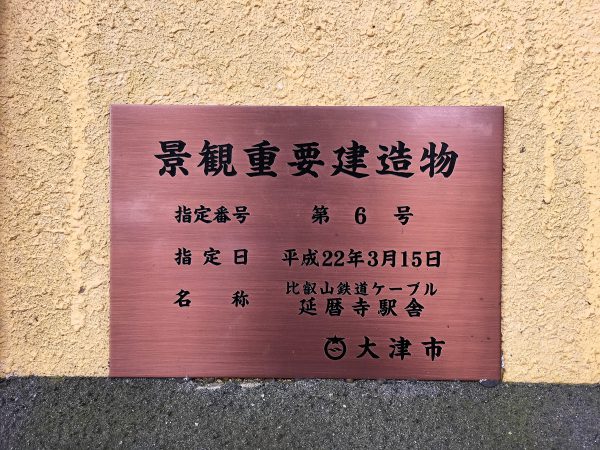 景観重要建造物
指定番号 第 6 号
指定日 平成22年3月15日
名称 比叡山鉄道ケーブル
延暦寺駅舎
大津市